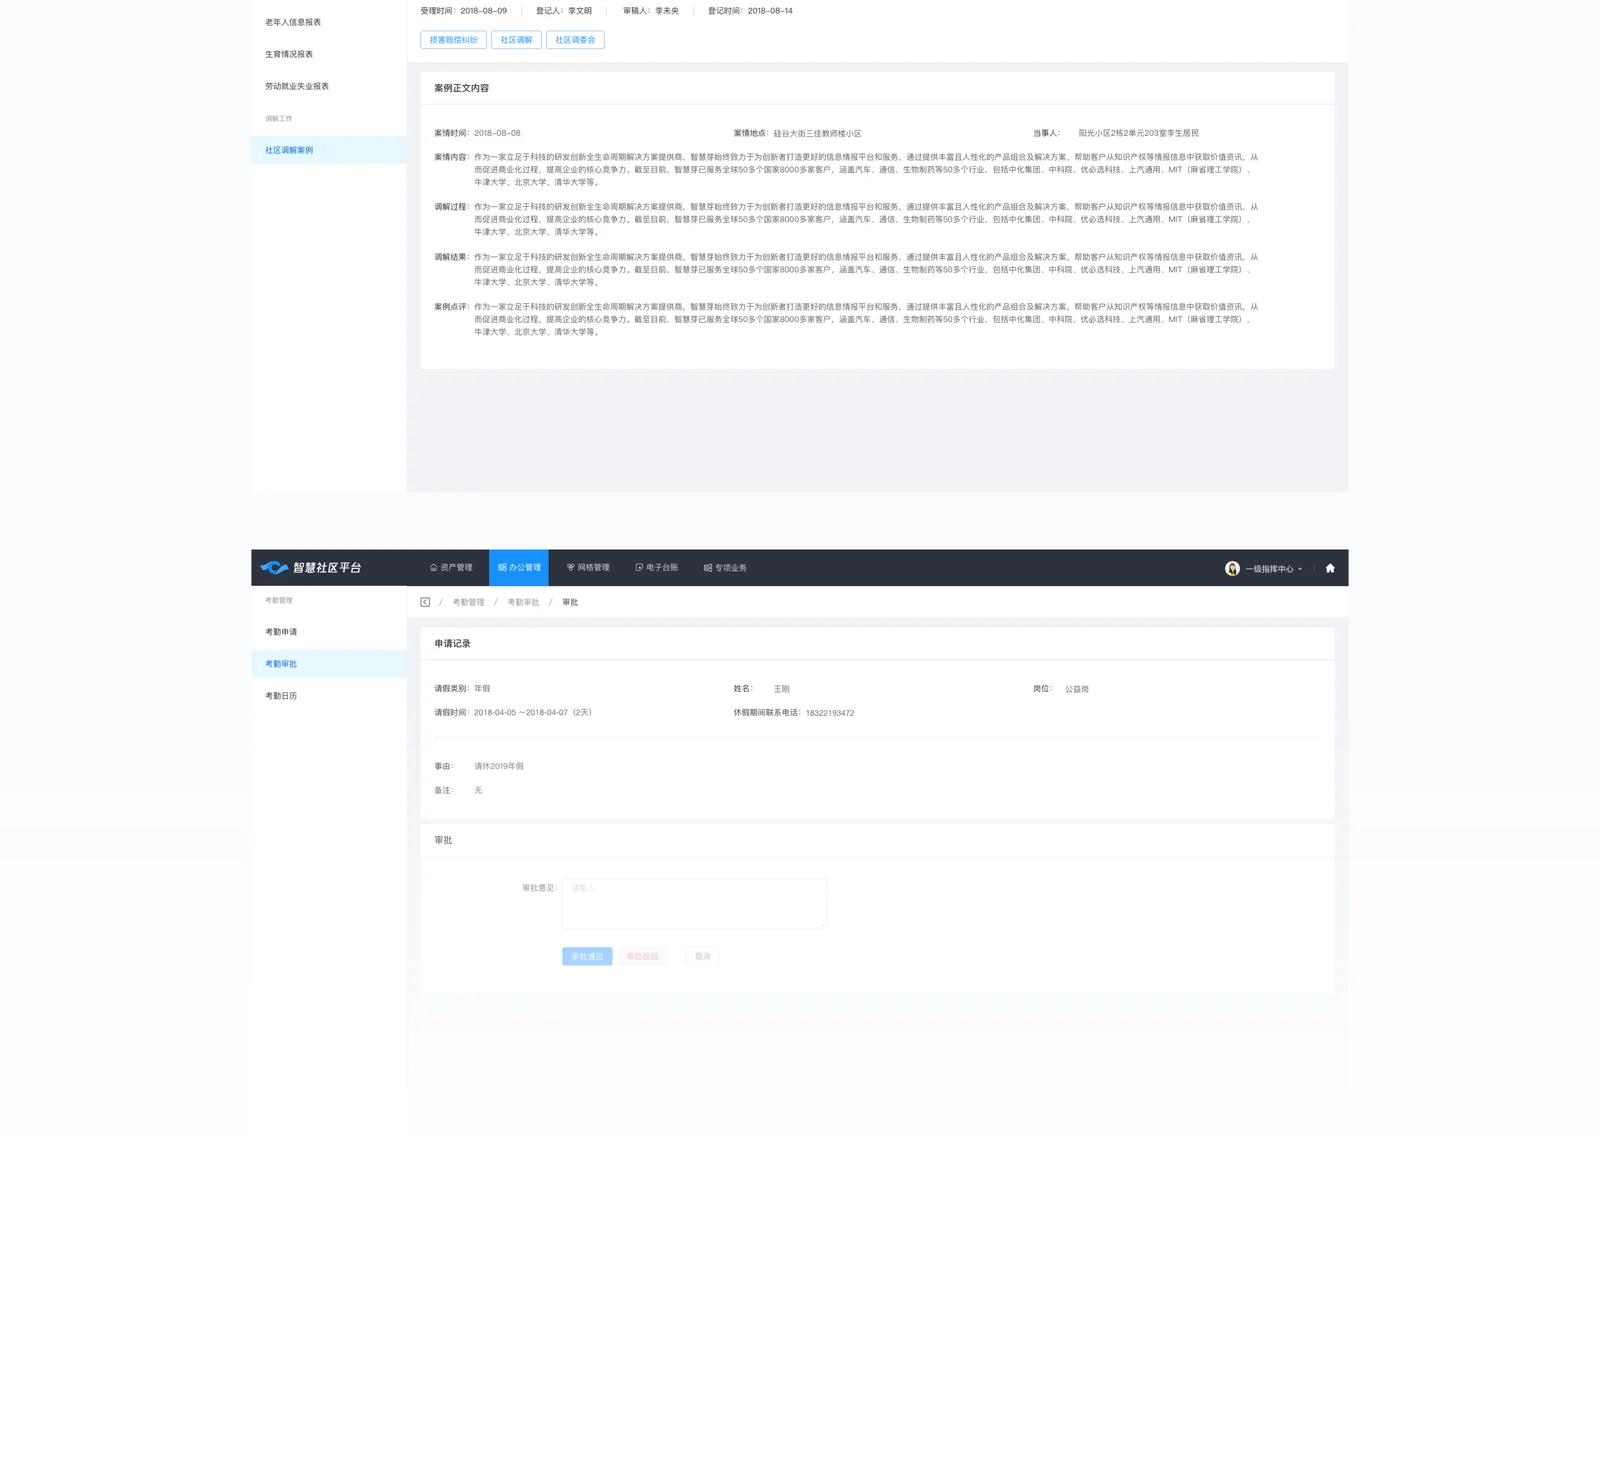 老年人信息报表
生育情况报表
劳动就业失业报表
调解工作
社区调解案例
受理时间：2018-08-09 | 登记人：李文明 | 审稿人：李未央 | 登记时间：2018-08-14
损害赔偿纠纷 社区调解 社区调委会
案例正文内容
案情时间：2018-08-08 案情地点：硅谷大街三佳教师楼小区 当事人： 阳光小区2栋2单元203室李生居民
案情内容：作为一家立足于科技的研发创新全生命周期解决方案提供商，智慧芽始终致力于为创新者打造更好的信息情报平台和服务，通过提供丰富且人性化的产品组合及解决方案，帮助客户从知识产权等情报信息中获取价值资讯，从
而促进商业化过程，提高企业的核心竞争力。截至目前，智慧芽已服务全球50多个国家8000多家客户，涵盖汽车、通信、生物制药等50多个行业，包括中化集团、中科院、优必选科技、上汽通用、MIT（麻省理工学院）、
牛津大学、北京大学、清华大学等。
调解过程：作为一家立足于科技的研发创新全生命周期解决方案提供商，智慧芽始终致力于为创新者打造更好的信息情报平台和服务，通过提供丰富且人性化的产品组合及解决方案，帮助客户从知识产权等情报信息中获取价值资讯，从
而促进商业化过程，提高企业的核心竞争力。截至目前，智慧芽已服务全球50多个国家8000多家客户，涵盖汽车、通信、生物制药等50多个行业，包括中化集团、中科院、优必选科技、上汽通用、MIT（麻省理工学院）、
牛津大学、北京大学、清华大学等。
调解结果：作为一家立足于科技的研发创新全生命周期解决方案提供商，智慧芽始终致力于为创新者打造更好的信息情报平台和服务，通过提供丰富且人性化的产品组合及解决方案，帮助客户从知识产权等情报信息中获取价值资讯，从
而促进商业化过程，提高企业的核心竞争力。截至目前，智慧芽已服务全球50多个国家8000多家客户，涵盖汽车、通信、生物制药等50多个行业，包括中化集团、中科院、优必选科技、上汽通用、MIT（麻省理工学院）、
牛津大学、北京大学、清华大学等。
案例点评：作为一家立足于科技的研发创新全生命周期解决方案提供商，智慧芽始终致力于为创新者打造更好的信息情报平台和服务，通过提供丰富且人性化的产品组合及解决方案，帮助客户从知识产权等情报信息中获取价值资讯，从
而促进商业化过程，提高企业的核心竞争力。截至目前，智慧芽已服务全球50多个国家8000多家客户，涵盖汽车、通信、生物制药等50多个行业，包括中化集团、中科院、优必选科技、上汽通用、MIT（麻省理工学院）、
牛津大学、北京大学、清华大学等。
智慧社区平台 资产管理 办公管理 网格管理 电子台账 专项业务 一级指挥中心
考勤管理
考勤申请
考勤审批
考勤日历
/ 考勤管理 / 考勤审批 / 审批
申请记录
请假类别：年假 姓名： 王刚 岗位： 公益岗
请假时间：2018-04-05 ～2018-04-07（2天） 休假期间联系电话：18322193472
事由： 请休2019年假
备注： 无
审批
审批意见： 请输入
审批通过 审批驳回 取消